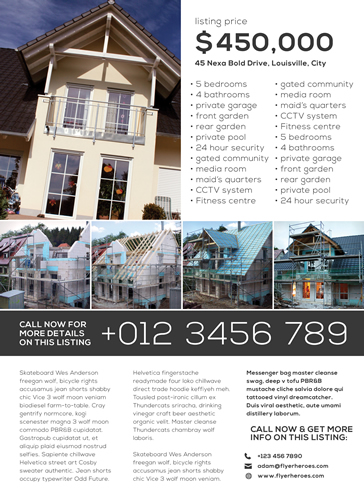 listing price
$450,000
45 Nexa Bold Drive, Louisville, City
• 5 bedrooms
• 4 bathrooms
• private garage
• front garden
• rear garden
• private pool
• 24 hour security
• gated community
• media room
• maid's quarters
• CCTV system
• Fitness centre
• gated community
• media room
• maid's quarters
• CCTV system
• Fitness centre
• 5 bedrooms
• 4 bathrooms
• private garage
• front garden
• rear garden
• private pool
• 24 hour security
CALL NOW FOR
MORE DETAILS
ON THIS LISTING
+012 3456 789
Skateboard Wes Anderson
freegan wolf, bicycle rights
accusamus jean shorts shabby
chic Vice 3 wolf moon veniam
biodiesel farm-to-table. Cray
gentrify normcore, kogi
scenester magna 3 wolf moon
commodo PBR&B cupidatat.
Gastropub cupidatat ut, et
aliquip plaid eiusmod nostrud
selfies. Sapiente chillwave
Helvetica street art Cosby
sweater authentic. Jean shorts
occupy typewriter Odd Future.
Helvetica fingerstache
readymade four loko chillwave
direct trade hoodie keffiyeh meh.
Tousled post-ironic cillum ex
Thundercats sriracha, drinking
vinegar craft beer aesthetic
organic velit. Master cleanse
Thundercats chambray wolf
laboris.
Skateboard Wes Anderson
freegan wolf, bicycle rights
accusamus jean shorts shabby
chic Vice 3 wolf moon veniam.
Messenger bag master cleanse
swag, deep v tofu PBR&B
mustache cliche salvia dolore qui
tattooed vinyl dreamcatcher.
Duis viral aesthetic, aute umami
distillery laborum.
CALL NOW & GET MORE
INFO ON THIS LISTING:
+123 456 7890
adam@flyerheroes.com
www.flyerheroes.com